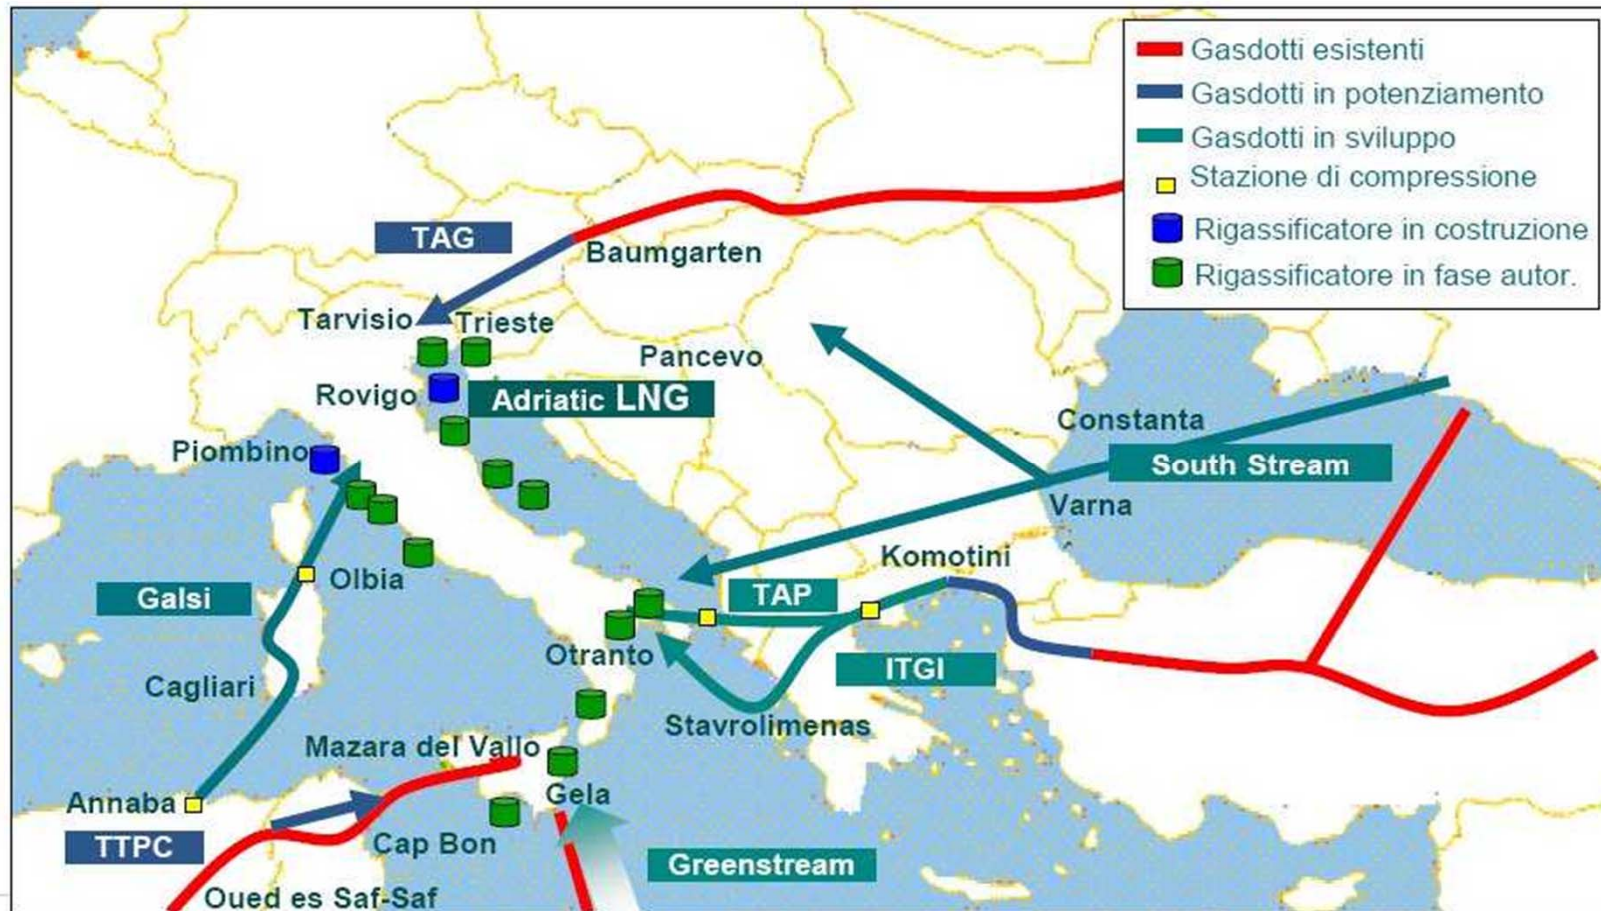 Gasdotti esistenti
Gasdotti in potenziamento
Gasdotti in sviluppo
Stazione di compressione
Rigassificatore in costruzione
Rigassificatore in fase autor.
TAG
Baumgarten
Tarvisio
Trieste
Pancevo
Rovigo
Adriatic LNG
Constanta
Piombino
South Stream
Varna
Komotini
Olbia
Galsi
TAP
Otranto
ITGI
Cagliari
Stavrolimenas
Mazara del Vallo
Gela
Annaba
TTPC
Cap Bon
Greenstream
Oued es Saf-Saf